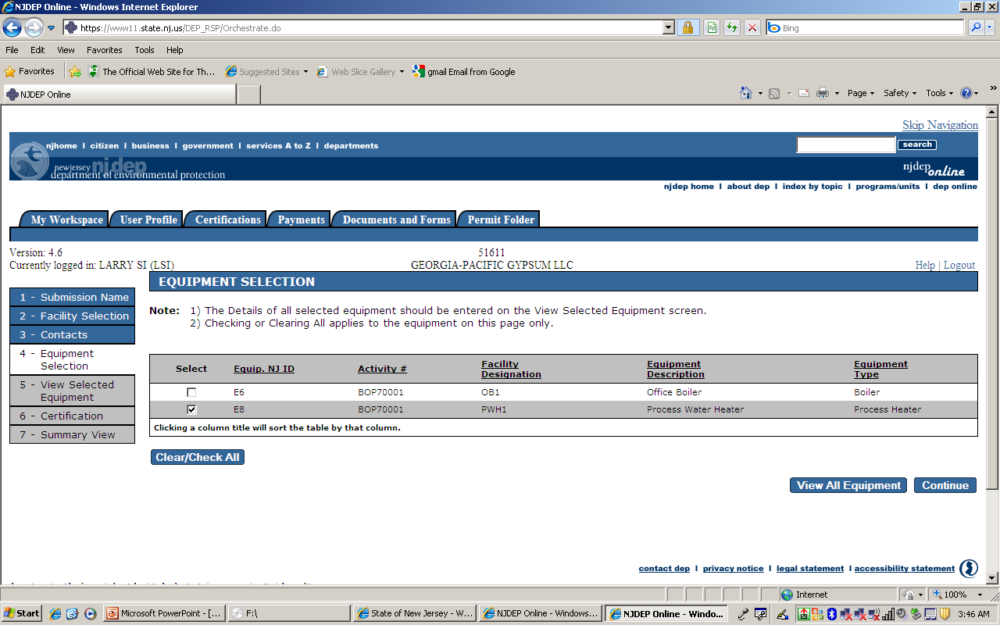 NJDEP Online - Windows Internet Explorer
https://www11.state.nj.us/DEP_RSP/Orchestrate.do
Bing
File Edit View Favorites Tools Help
Favorites The Official Web Site for Th... Suggested Sites Web Slice Gallery gmail Email from Google
NJDEP Online
Page Safety Tools
Skip Navigation
njhome | citizen | business | government | services A to Z | departments
search
newjersey njdep
department of environmental protection
njdep online
njdep home | about dep | index by topic | programs/units | dep online
My Workspace User Profile Certifications Payments Documents and Forms Permit Folder
Version: 4.6 51611
Currently logged in: LARRY SI (LSI) GEORGIA-PACIFIC GYPSUM LLC Help | Logout
EQUIPMENT SELECTION
1 - Submission Name
2 - Facility Selection
3 - Contacts
4 - Equipment
Selection
5 - View Selected
Equipment
6 - Certification
7 - Summary View
Note: 1) The Details of all selected equipment should be entered on the View Selected Equipment screen.
2) Checking or Clearing All applies to the equipment on this page only.
Select Equip. NJ ID Activity # Facility Designation Equipment Description Equipment Type
E6 BOP70001 OB1 Office Boiler Boiler
E8 BOP70001 PWH1 Process Water Heater Process Heater
Clicking a column title will sort the table by that column.
Clear/Check All
View All Equipment Continue
contact dep | privacy notice | legal statement | accessibility statement
Internet 100%
Start Microsoft PowerPoint - [... F:\ State of New Jersey - W... NJDEP Online - Windows... NJDEP Online - Windo... 3:46 AM